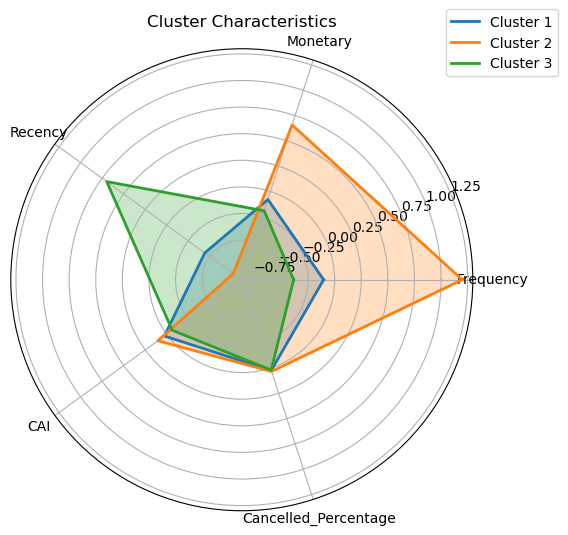 Cluster Characteristics
Cluster 1
Cluster 2
Cluster 3
Monetary
Recency
1.25
1.00
0.75
0.50
0.25
0.00
−0.25
−0.50
−0.75
Frequency
CAI
Cancelled_Percentage